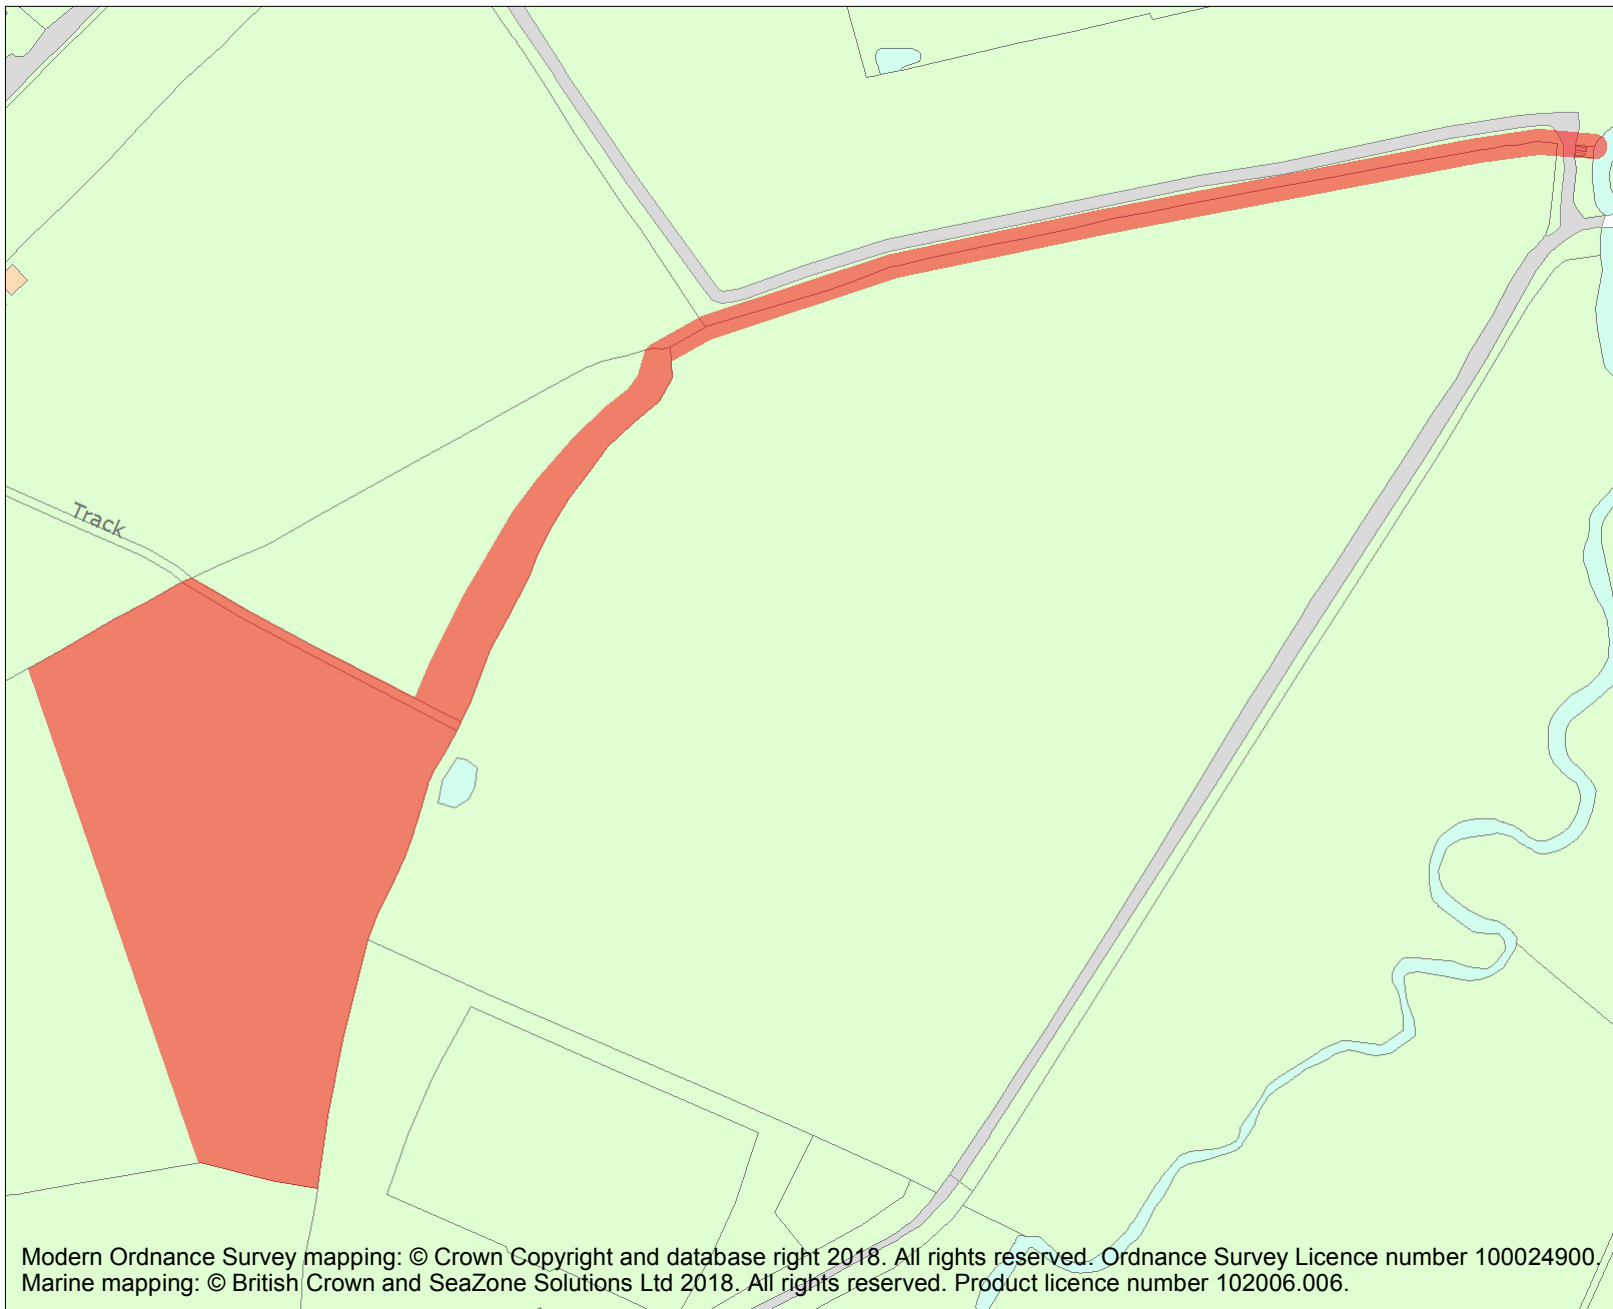 Track
Modern Ordnance Survey mapping: © Crown Copyright and database right 2018. All rights reserved. Ordnance Survey Licence number 100024900.
Marine mapping: © British Crown and SeaZone Solutions Ltd 2018. All rights reserved. Product licence number 102006.006.